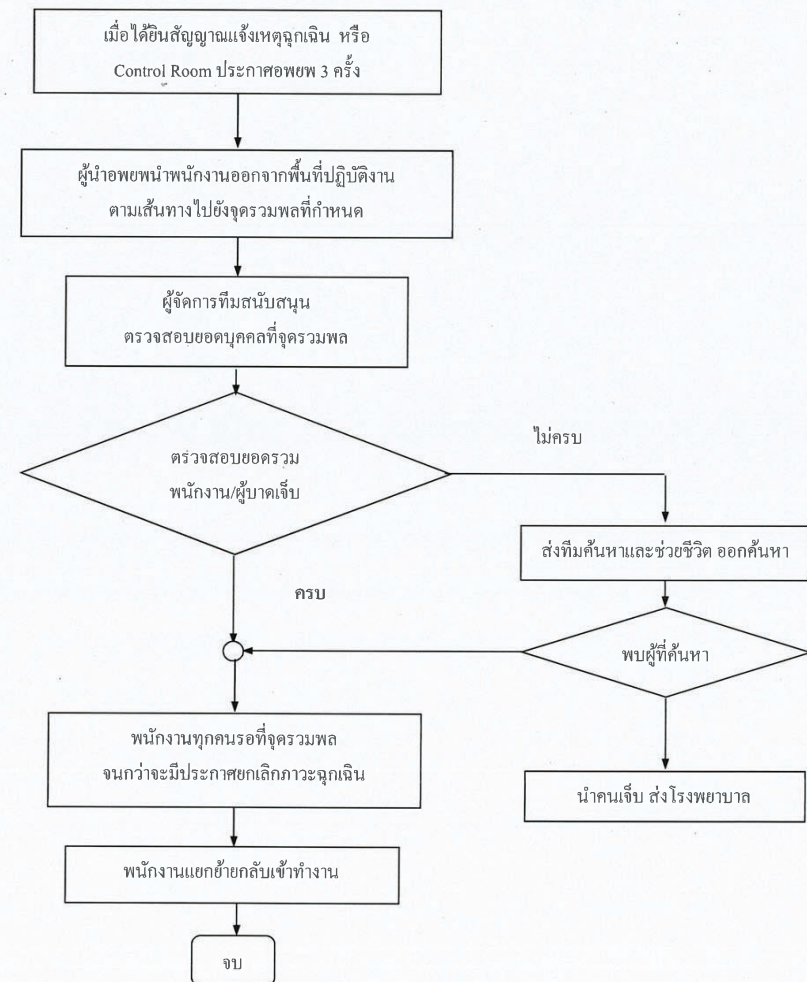 เมื่อได้ยินสัญญาณแจ้งเหตุฉุกเฉิน หรือ
Control Room ประกาศอพยพ 3 ครั้ง
ผู้นำอพยพนำพนักงานออกจากพื้นที่ปฏิบัติงาน
ตามเส้นทางไปยังจุดรวมพลที่กำหนด
ผู้จัดการทีมสนับสนุน
ตรวจสอบยอดบุคคลที่จุดรวมพล
ตรวจสอบยอดรวม
พนักงาน/ผู้บาดเจ็บ
ไม่ครบ
ส่งทีมค้นหาและช่วยชีวิต ออกค้นหา
ครบ
พบผู้ที่ค้นหา
พนักงานทุกคนรอที่จุดรวมพล
จนกว่าจะมีประกาศยกเลิกภาวะฉุกเฉิน
นำคนเจ็บ ส่งโรงพยาบาล
พนักงานแยกย้ายกลับเข้าทำงาน
จบ